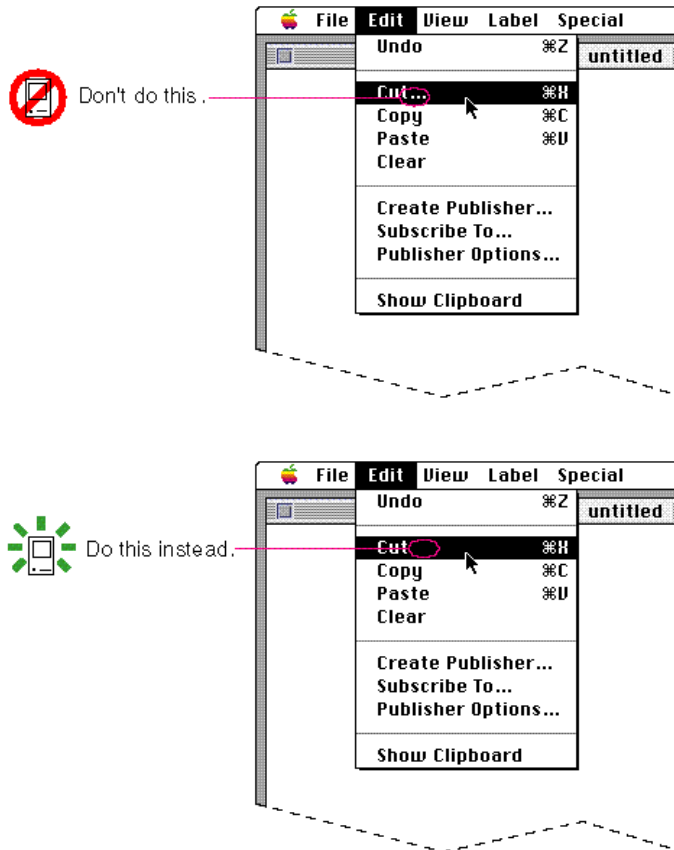 File Edit View Label Special
Undo ⌘Z
untitled
Don't do this.
Cut... ⌘X
Copy ⌘C
Paste ⌘V
Clear
Create Publisher...
Subscribe To...
Publisher Options...
Show Clipboard
File Edit View Label Special
Undo ⌘Z
untitled
Do this instead.
Cut ⌘X
Copy ⌘C
Paste ⌘V
Clear
Create Publisher...
Subscribe To...
Publisher Options...
Show Clipboard